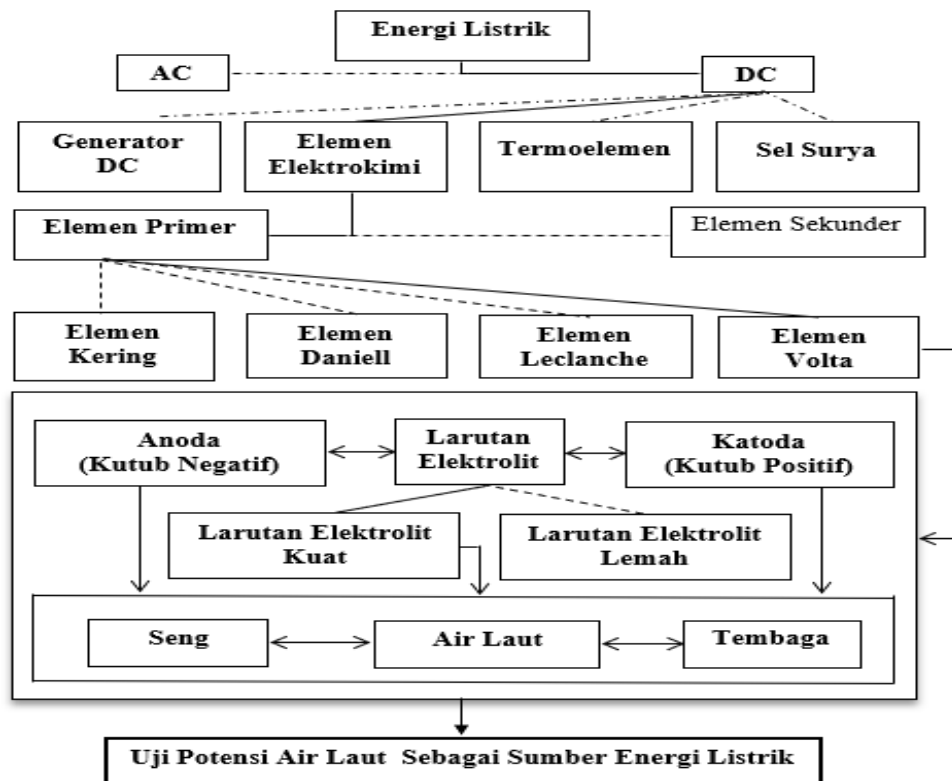 Energi Listrik
AC
DC
Generator
DC
Elemen
Elektrokimi
Termoelemen
Sel Surya
Elemen Primer
Elemen Sekunder
Elemen
Kering
Elemen
Daniell
Elemen
Leclanche
Elemen
Volta
Anoda
(Kutub Negatif)
Larutan
Elektrolit
Katoda
(Kutub Positif)
Larutan Elektrolit
Kuat
Larutan Elektrolit
Lemah
Seng
Air Laut
Tembaga
Uji Potensi Air Laut Sebagai Sumber Energi Listrik